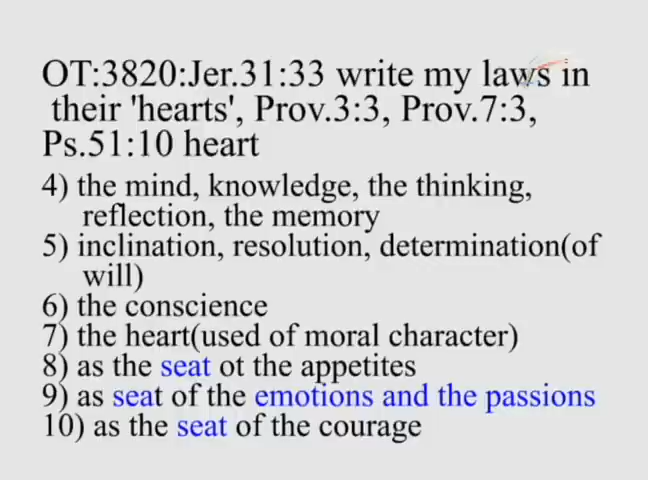 OT:3820:Jer.31:33 write my laws in
their 'hearts', Prov.3:3, Prov.7:3,
Ps.51:10 heart
4) the mind, knowledge, the thinking,
reflection, the memory
5) inclination, resolution, determination(of
will)
6) the conscience
7) the heart(used of moral character)
8) as the seat ot the appetites
9) as seat of the emotions and the passions
10) as the seat of the courage